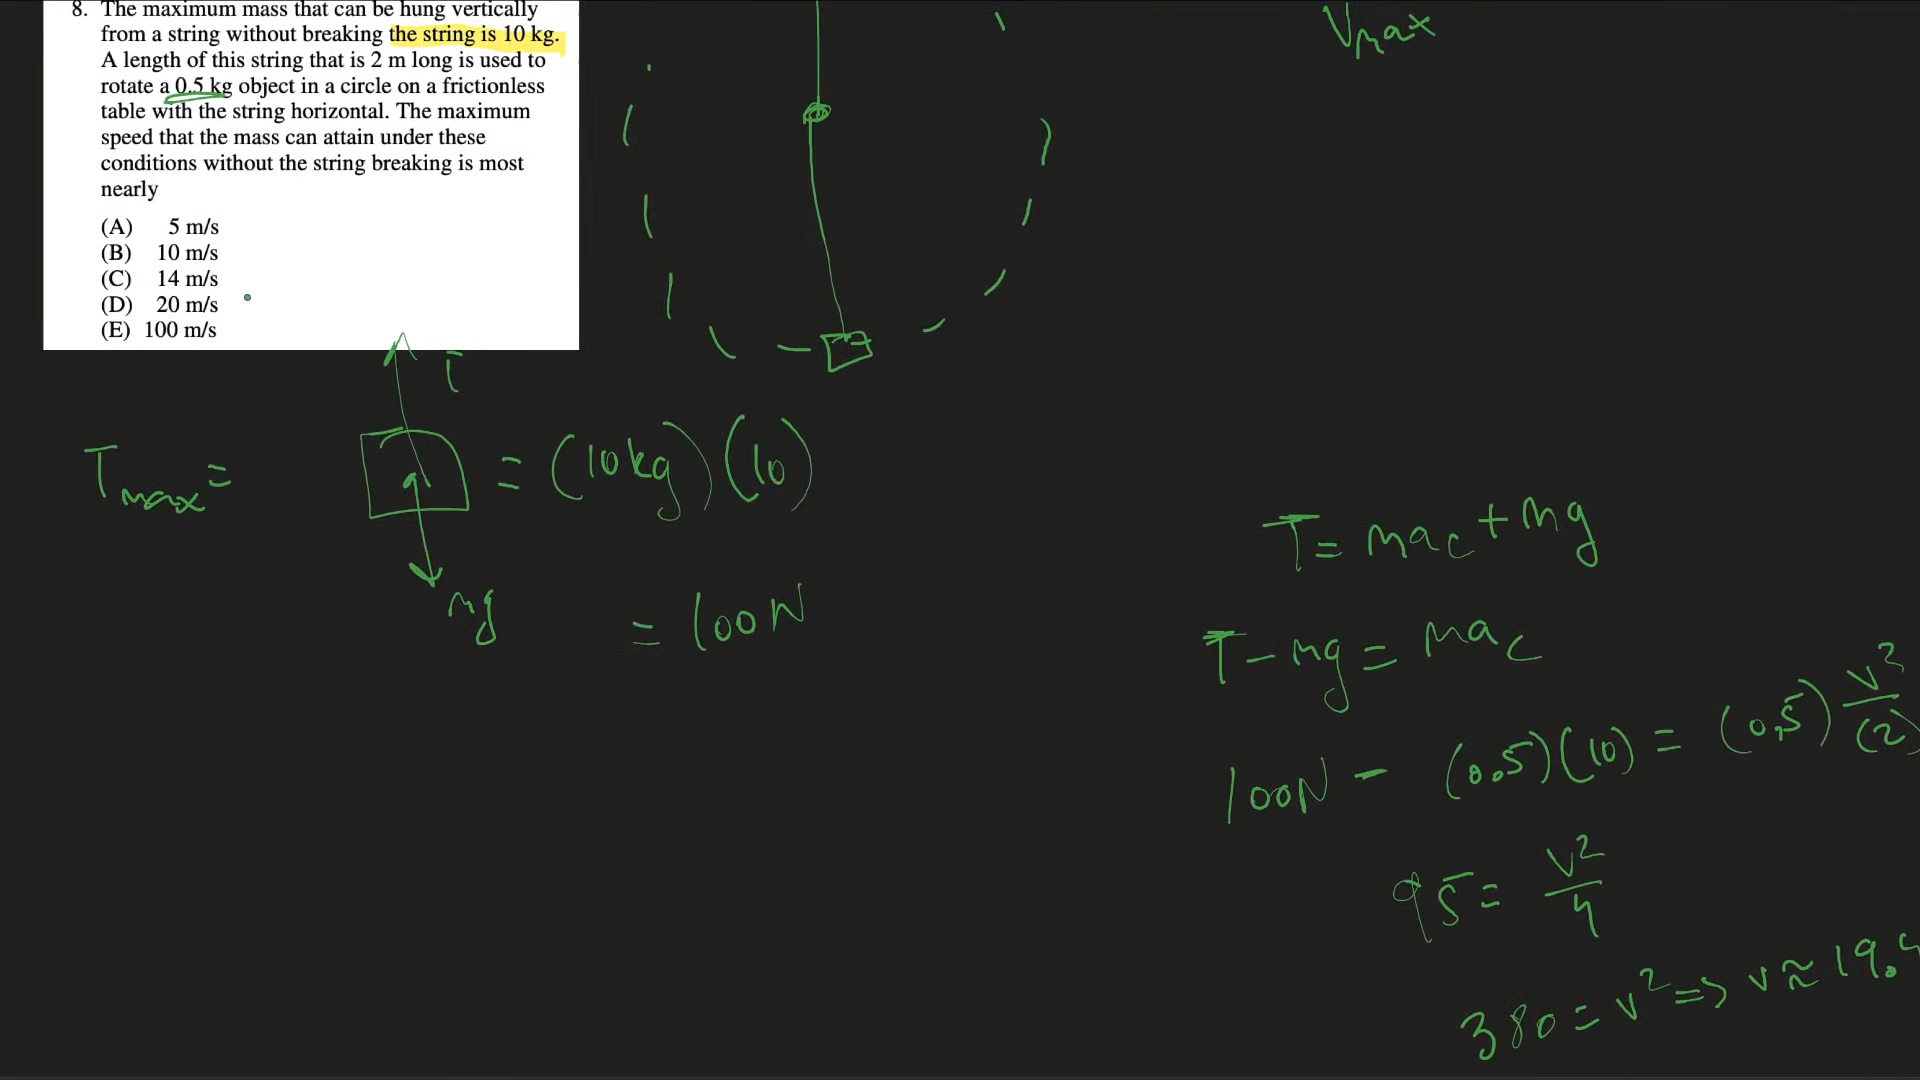 8. The maximum mass that can be hung vertically
from a string without breaking the string is 10 kg.
A length of this string that is 2 m long is used to
rotate a 0.5 kg object in a circle on a frictionless
table with the string horizontal. The maximum
speed that the mass can attain under these
conditions without the string breaking is most
nearly
(A) 5 m/s
(B) 10 m/s
(C) 14 m/s
(D) 20 m/s
(E) 100 m/s
Vmax
T
Tmax =
= (10kg)(10)
mg
= 100N
T = mac + mg
T - mg = mac
100N - (0.5)(10) = (0,5) v²/(2)
95 = v²/4
380 = v² => v ≈ 19.